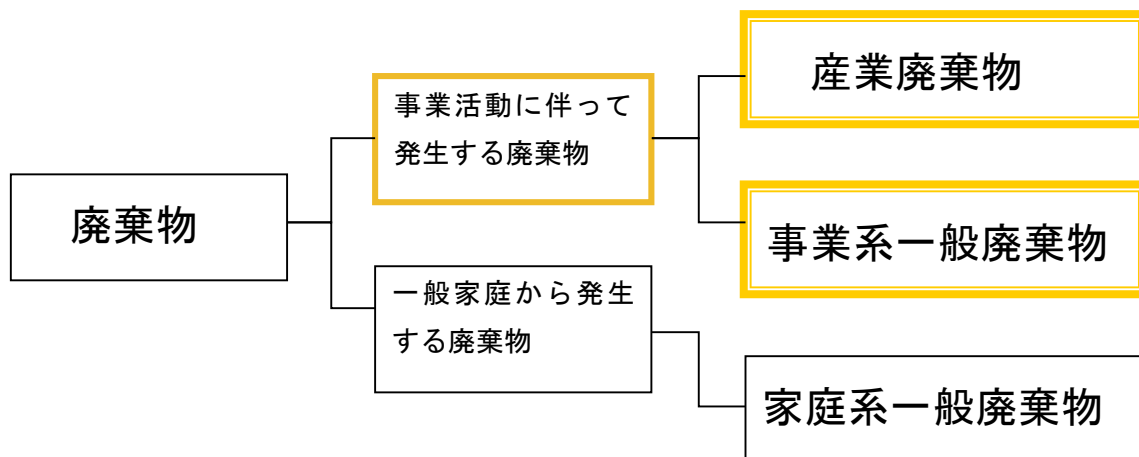 廃棄物
事業活動に伴って
発生する廃棄物
一般家庭から発生
する廃棄物
産業廃棄物
事業系一般廃棄物
家庭系一般廃棄物